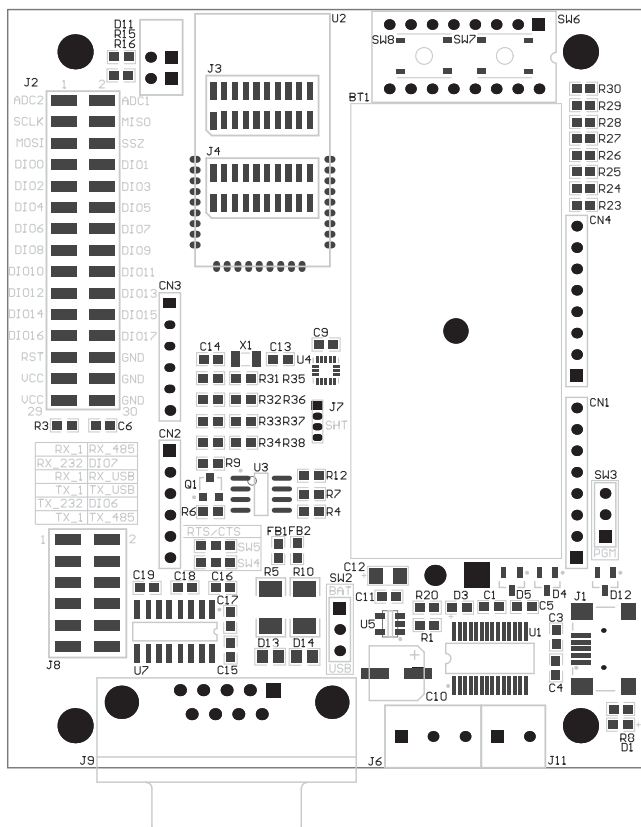 D11
R15
R16
U2
SW6
SW8
SW7
J2
1 2
J3
BT1
ADC2 ADC1
SCLK MISO
MOSI SSZ
DIO0 DIO1
DIO2 DIO3
DIO4 DIO5
DIO6 DIO7
DIO8 DIO9
DIO10 DIO11
DIO12 DIO13
DIO14 DIO15
DIO16 DIO17
RST GND
VCC GND
VCC GND
29 30
J4
R30
R29
R28
R27
R26
R25
R24
R23
CN4
CN3
C9
C14 X1 C13 U4
R31 R35
R32 R36
R33 R37
R34 R38
J7
SHT
CN1
R3 C6
CN2
RX_1 RX_485
RX_232 DIO7
RX_1 RX_USB
TX_1 TX_USB
TX_232 DIO6
TX_1 TX_485
R9 U3
Q1
R6
R12
R7
R4
SW3
PGM
RTS/CTS
SW5
SW4
FB1 FB2
1 2
J8
C19 C18 C16
C17
C15
U7
R5 R10
D13 D14
SW2
BAT
USB
C12
C11
U5
R20 D3 C1 C5
R1
U1
D5 D4 D12
C3
C4
J1
C10
R8
D1
J9
J6
J11